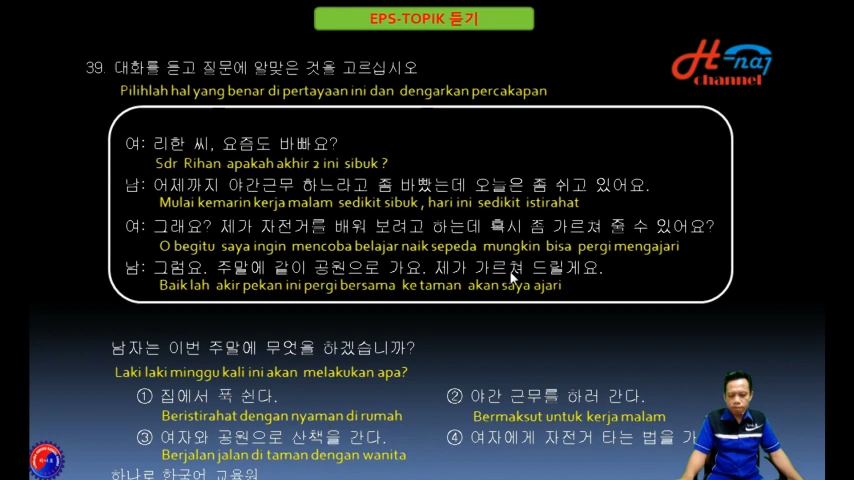 EPS-TOPIK 듣기
H-naj
channel
39. 대화를 듣고 질문에 알맞은 것을 고르십시오
Pilihlah hal yang benar di pertayaan ini dan dengarkan percakapan
여: 리한 씨, 요즘도 바빠요?
Sdr Rihan apakah akhir 2 ini sibuk ?
남: 어제까지 야간근무 하느라고 좀 바빴는데 오늘은 좀 쉬고 있어요.
Mulai kemarin kerja malam sedikit sibuk , hari ini sedikit istirahat
여: 그래요? 제가 자전거를 배워 보려고 하는데 혹시 좀 가르쳐 줄 수 있어요?
O begitu saya ingin mencoba belajar naik sepeda mungkin bisa pergi mengajari
남: 그럼요. 주말에 같이 공원으로 가요. 제가 가르쳐 드릴게요.
Baik lah akir pekan ini pergi bersama ke taman akan saya ajari
남자는 이번 주말에 무엇을 하겠습니까?
Laki laki minggu kali ini akan melakukan apa?
① 집에서 푹 쉰다.
② 야간 근무를 하러 간다.
Beristirahat dengan nyaman di rumah
Bermaksut untuk kerja malam
③ 여자와 공원으로 산책을 간다.
④ 여자에게 자전거 타는 법을 가
Berjalan jalan di taman dengan wanita
하나로 한국어 교육원